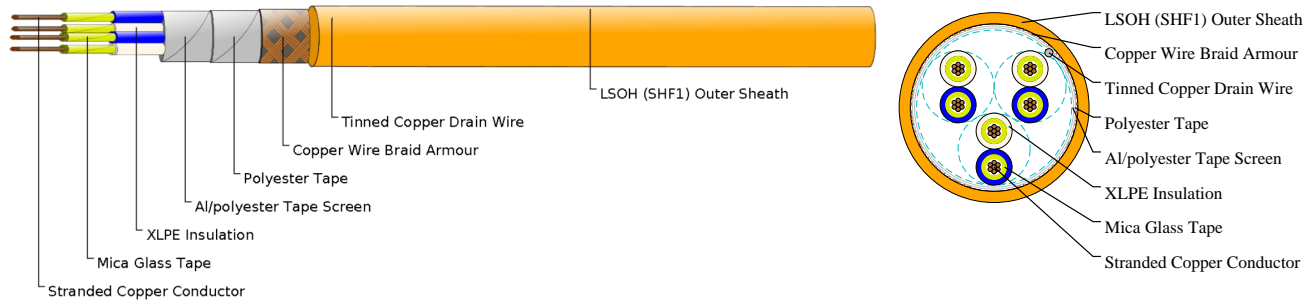 LSOH (SHF1) Outer Sheath
Tinned Copper Drain Wire
Copper Wire Braid Armour
Polyester Tape
Al/polyester Tape Screen
XLPE Insulation
Mica Glass Tape
Stranded Copper Conductor
LSOH (SHF1) Outer Sheath
Copper Wire Braid Armour
Tinned Copper Drain Wire
Polyester Tape
Al/polyester Tape Screen
XLPE Insulation
Mica Glass Tape
Stranded Copper Conductor